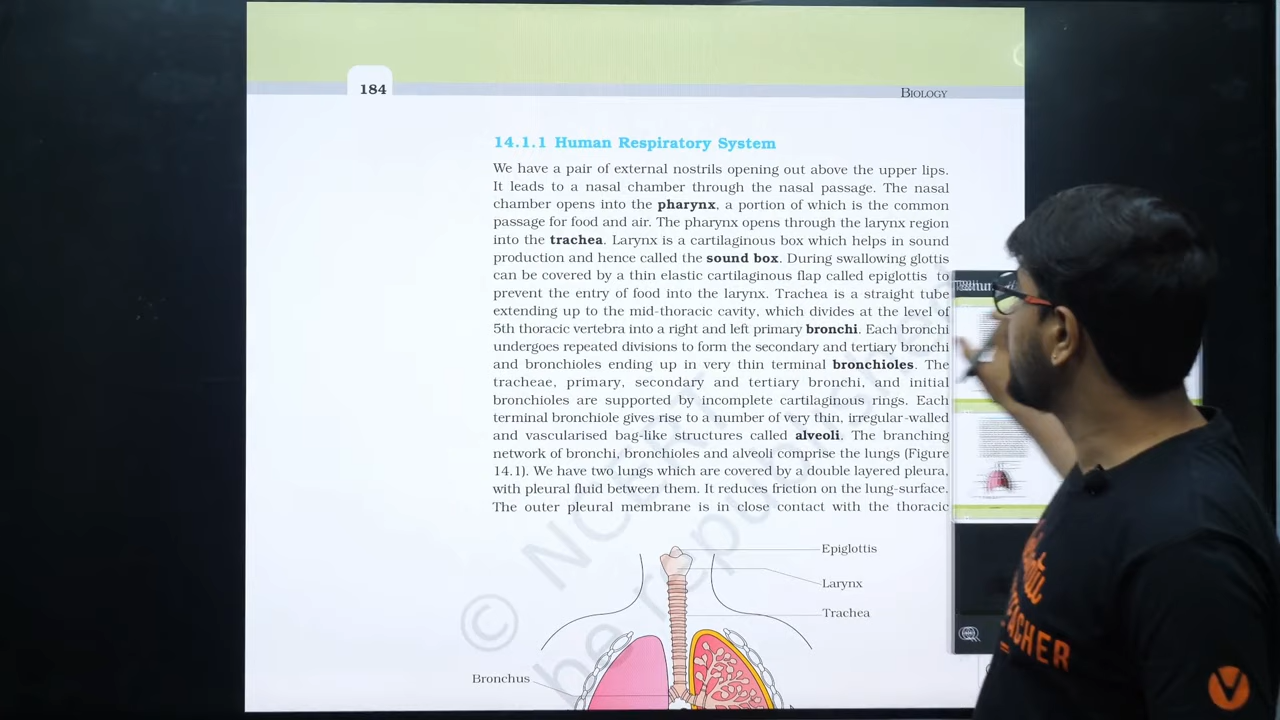 184
BIOLOGY
14.1.1 Human Respiratory System
We have a pair of external nostrils opening out above the upper lips.
It leads to a nasal chamber through the nasal passage. The nasal
chamber opens into the pharynx, a portion of which is the common
passage for food and air. The pharynx opens through the larynx region
into the trachea. Larynx is a cartilaginous box which helps in sound
production and hence called the sound box. During swallowing glottis
can be covered by a thin elastic cartilaginous flap called epiglottis to
prevent the entry of food into the larynx. Trachea is a straight tube
extending up to the mid-thoracic cavity, which divides at the level of
5th thoracic vertebra into a right and left primary bronchi. Each bronchi
undergoes repeated divisions to form the secondary and tertiary bronchi
and bronchioles ending up in very thin terminal bronchioles. The
tracheae, primary, secondary and tertiary bronchi, and initial
bronchioles are supported by incomplete cartilaginous rings. Each
terminal bronchiole gives rise to a number of very thin, irregular-walled
and vascularised bag-like structures called alveoli. The branching
network of bronchi, bronchioles and alveoli comprise the lungs (Figure
14.1). We have two lungs which are covered by a double layered pleura,
with pleural fluid between them. It reduces friction on the lung-surface.
The outer pleural membrane is in close contact with the thoracic
Epiglottis
Larynx
Trachea
Bronchus
© NCERT
be republished
V